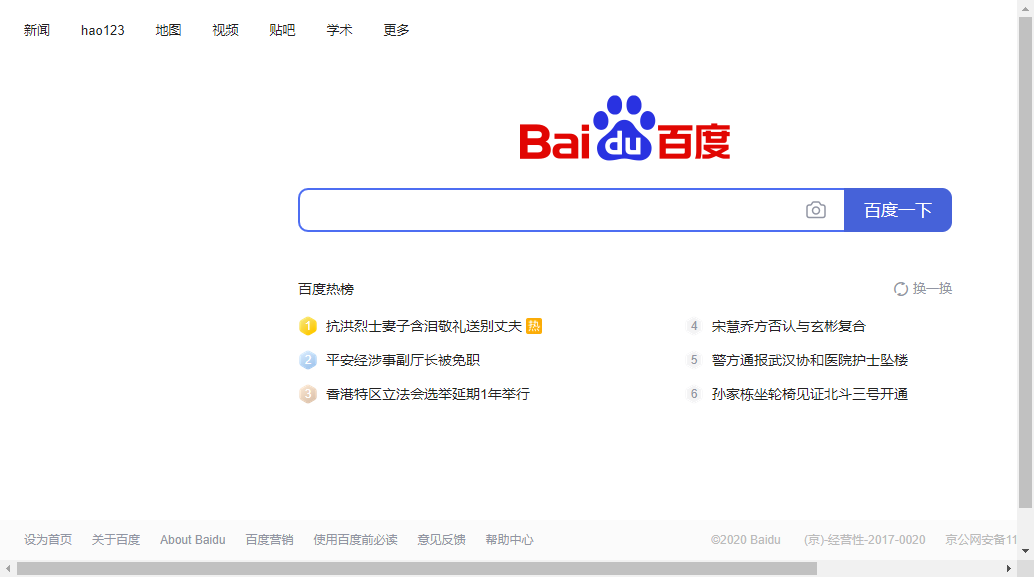 新闻 hao123 地图 视频 贴吧 学术 更多
Bai du 百度
百度一下
百度热榜 换一换
1 抗洪烈士妻子含泪敬礼送别丈夫 热
4 宋慧乔方否认与玄彬复合
2 平安经涉事副厅长被免职
5 警方通报武汉协和医院护士坠楼
3 香港特区立法会选举延期1年举行
6 孙家栋坐轮椅见证北斗三号开通
设为首页 关于百度 About Baidu 百度营销 使用百度前必读 意见反馈 帮助中心 ©2020 Baidu (京)-经营性-2017-0020 京公网安备11